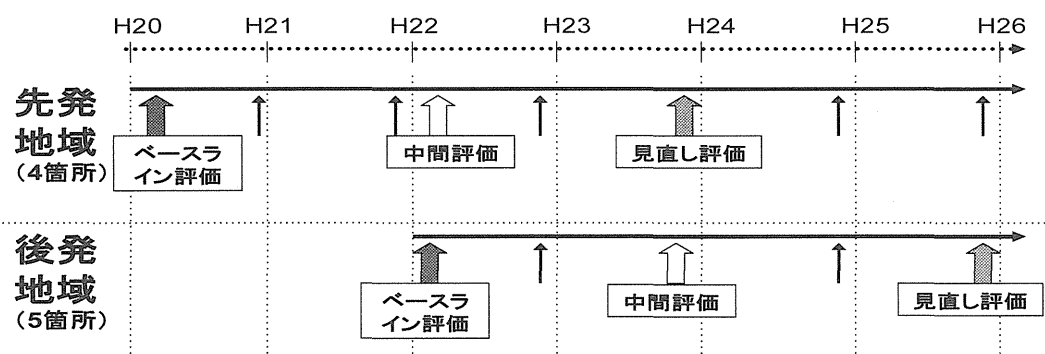 H20 H21 H22 H23 H24 H25 H26
先発
地域
（4箇所）
ベースラ
イン評価
中間評価
見直し評価
後発
地域
（5箇所）
ベースラ
イン評価
中間評価
見直し評価